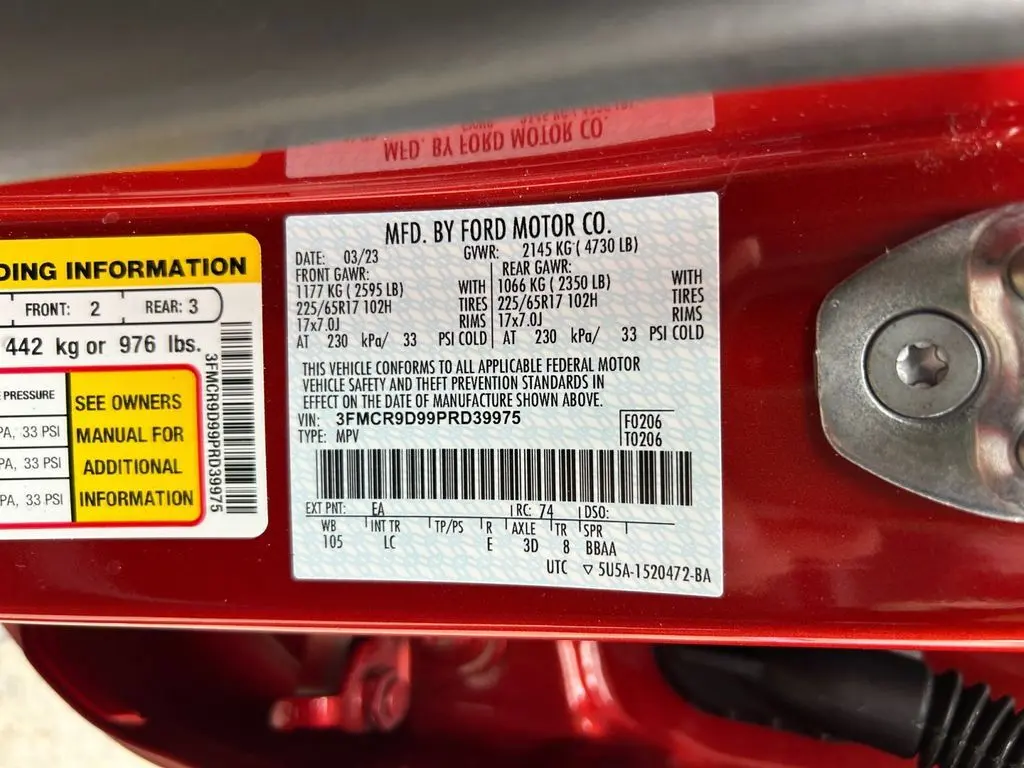 MFD. BY FORD MOTOR CO.
DING INFORMATION
FRONT: 2 REAR: 3
442 kg or 976 lbs.
PRESSURE
PA, 33 PSI
PA, 33 PSI
PA, 33 PSI
SEE OWNERS
MANUAL FOR
ADDITIONAL
INFORMATION
3FMCR9D99PRD39975
MFD. BY FORD MOTOR CO.
DATE: 03/23 GVWR: 2145 KG ( 4730 LB)
FRONT GAWR: REAR GAWR:
1177 KG ( 2595 LB) WITH 1066 KG ( 2350 LB) WITH
225/65R17 102H TIRES 225/65R17 102H TIRES
17x7.0J RIMS 17x7.0J RIMS
AT 230 kPa/ 33 PSI COLD AT 230 kPa/ 33 PSI COLD
THIS VEHICLE CONFORMS TO ALL APPLICABLE FEDERAL MOTOR
VEHICLE SAFETY AND THEFT PREVENTION STANDARDS IN
EFFECT ON THE DATE OF MANUFACTURE SHOWN ABOVE.
VIN: 3FMCR9D99PRD39975 F0206
TYPE: MPV T0206
EXT PNT: EA RC: 74 DSO:
WB INT TR TP/PS R AXLE TR SPR
105 LC E 3D 8 BBAA
UTC ▽ 5U5A-1520472-BA